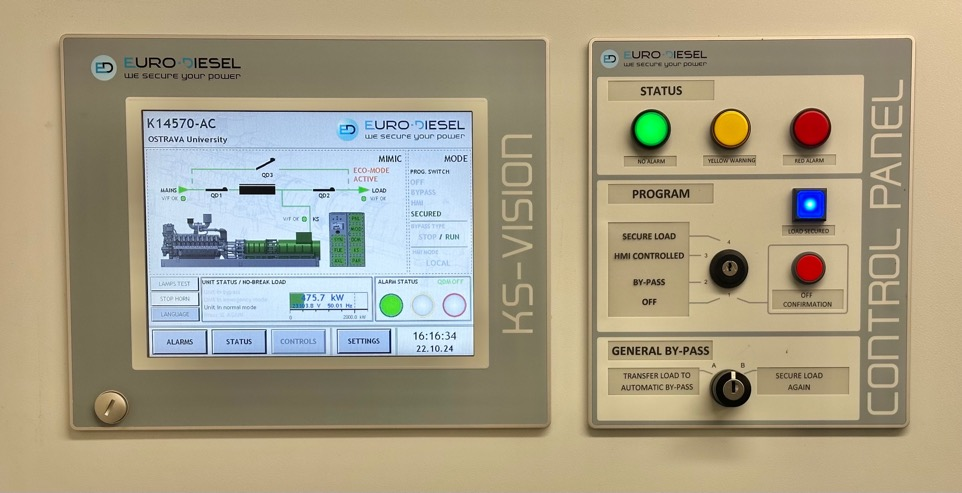 EURO-DIESEL
WE SECURE YOUR POWER
K14570-AC
OSTRAVA University
EURO-DIESEL
WE SECURE YOUR POWER
MIMIC
MODE
QD3
ECO-MODE
ACTIVE
PROG. SWITCH
OFF
BYPASS
HMI
SECURED
MAINS
QD1
QD2
LOAD
V/F OK
V/F OK
V/F OK
KS
BYPASS TYPE
STOP / RUN
HMI MODE
LOCAL
LAMPS TEST
STOP HORN
LANGUAGE
UNIT STATUS / NO-BREAK LOAD
Unit in normal mode
475.7 kW
50.01 Hz
0
2000.0 kW
ALARM STATUS
QDM OFF
ALARMS
STATUS
CONTROLS
SETTINGS
16:16:34
22.10.24
KS-VISION
EURO-DIESEL
WE SECURE YOUR POWER
STATUS
NO ALARM
YELLOW WARNING
RED ALARM
PROGRAM
LOAD SECURED
SECURE LOAD
4
HMI CONTROLLED
3
BY-PASS
2
OFF
OFF
CONFIRMATION
GENERAL BY-PASS
A
B
TRANSFER LOAD TO
AUTOMATIC BY-PASS
SECURE LOAD
AGAIN
CONTROL PANEL